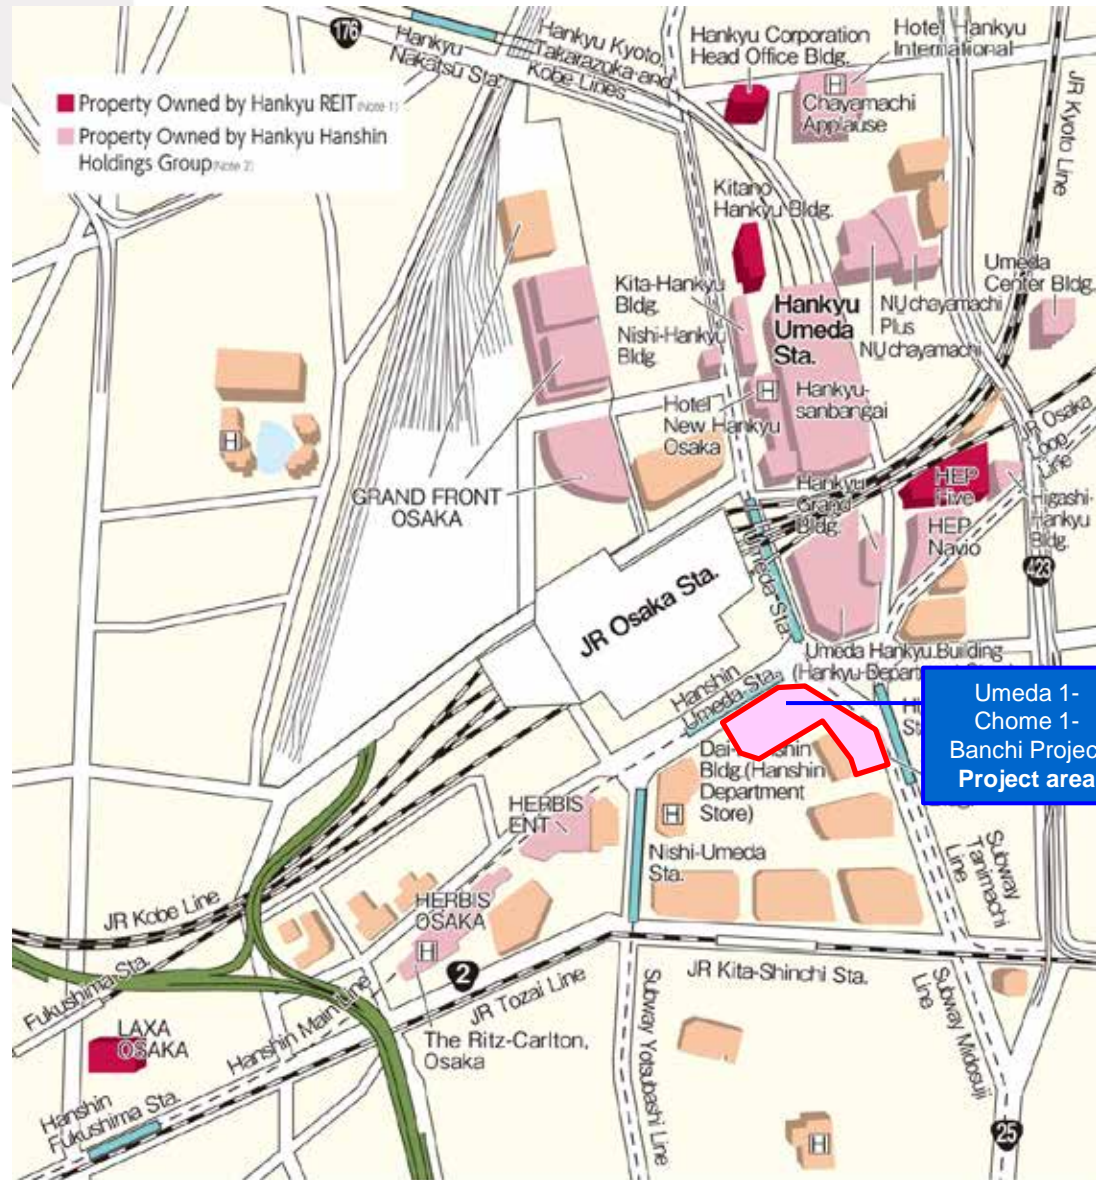 176
Hankyu
Nakatsu Sta.
Hankyu Kyoto,
Takarazuka and
Kobe Lines
Hankyu Corporation
Head Office Bldg.
Hotel Hankyu
International
H
Chayamachi
Applause
JR Kyoto Line
Property Owned by Hankyu REIT (Note 1)
Property Owned by Hankyu Hanshin
Holdings Group (Note 2)
Kitano
Hankyu Bldg.
Umeda
Center Bldg.
Kita-Hankyu
Bldg.
Nishi-Hankyu
Bldg.
Hankyu
Umeda
Sta.
NU chayamachi
Plus
NU chayamachi
H
Hotel
New Hankyu
Osaka
Hankyu-
sanbangai
JR Osaka
Loop
Line
H
GRAND FRONT
OSAKA
Hankyu
Grand
Bldg.
HEP
Five
Higashi-
Hankyu
Bldg.
HEP
Navio
423
Umeda Sta.
JR Osaka Sta.
Umeda Hankyu Building
(Hankyu Depart
Hanshin
Umeda Sta.
Umeda 1-
Chome 1-
Banchi Projec
Project area
Dai-
Bldg.(Hanshin
Department
Store)
H
HERBIS
ENT
Nishi-Umeda
Sta.
Subway
Tanimachi
Line
HERBIS
OSAKA
H
JR Kobe Line
2
JR Kita-Shinchi Sta.
Fukushima Sta.
JR Tozai Line
Hanshin Main Line
Subway Yotsubashi Line
Subway Midosuji
Line
LAXA
OSAKA
The Ritz-Carlton,
Osaka
Hanshin
Fukushima Sta.
25
H